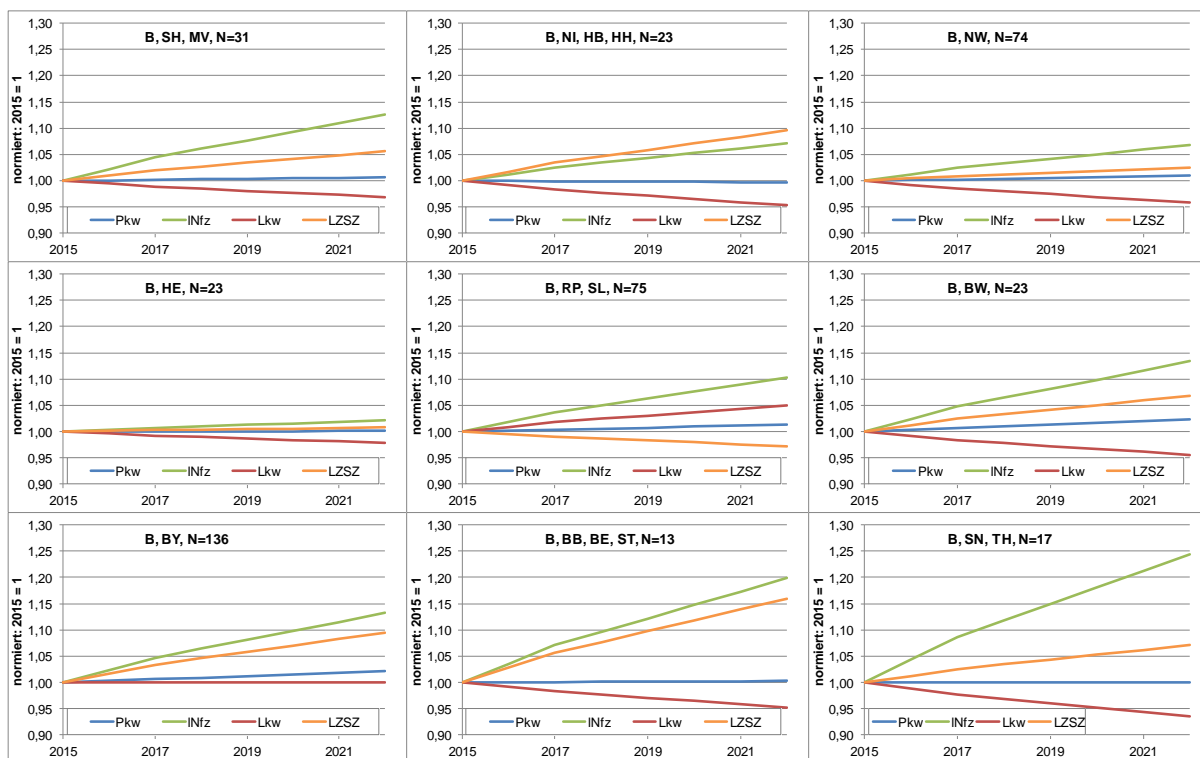 B, SH, MV, N=31
normiert: 2015 = 1
1,30
1,25
1,20
1,15
1,10
1,05
1,00
0,95
0,90
Pkw lNfz Lkw LZSZ
2015 2017 2019 2021
B, NI, HB, HH, N=23
normiert: 2015 = 1
1,30
1,25
1,20
1,15
1,10
1,05
1,00
0,95
0,90
Pkw lNfz Lkw LZSZ
2015 2017 2019 2021
B, NW, N=74
normiert: 2015 = 1
1,30
1,25
1,20
1,15
1,10
1,05
1,00
0,95
0,90
Pkw lNfz Lkw LZSZ
2015 2017 2019 2021
B, HE, N=23
normiert: 2015 = 1
1,30
1,25
1,20
1,15
1,10
1,05
1,00
0,95
0,90
Pkw lNfz Lkw LZSZ
2015 2017 2019 2021
B, RP, SL, N=75
normiert: 2015 = 1
1,30
1,25
1,20
1,15
1,10
1,05
1,00
0,95
0,90
Pkw lNfz Lkw LZSZ
2015 2017 2019 2021
B, BW, N=23
normiert: 2015 = 1
1,30
1,25
1,20
1,15
1,10
1,05
1,00
0,95
0,90
Pkw lNfz Lkw LZSZ
2015 2017 2019 2021
B, BY, N=136
normiert: 2015 = 1
1,30
1,25
1,20
1,15
1,10
1,05
1,00
0,95
0,90
Pkw lNfz Lkw LZSZ
2015 2017 2019 2021
B, BB, BE, ST, N=13
normiert: 2015 = 1
1,30
1,25
1,20
1,15
1,10
1,05
1,00
0,95
0,90
Pkw lNfz Lkw LZSZ
2015 2017 2019 2021
B, SN, TH, N=17
normiert: 2015 = 1
1,30
1,25
1,20
1,15
1,10
1,05
1,00
0,95
0,90
Pkw lNfz Lkw LZSZ
2015 2017 2019 2021